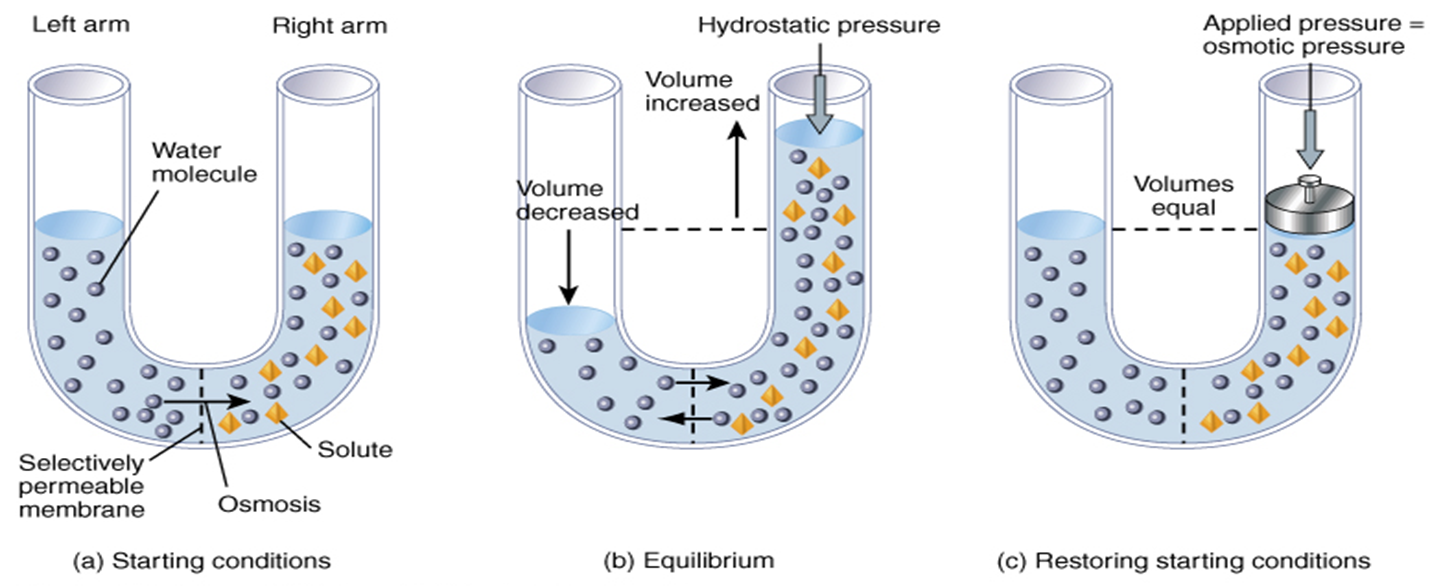 Left arm
Right arm
Water
molecule
Selectively
permeable
membrane
Osmosis
Solute
(a) Starting conditions
Hydrostatic pressure
Volume
increased
Volume
decreased
(b) Equilibrium
Applied pressure =
osmotic pressure
Volumes
equal
(c) Restoring starting conditions